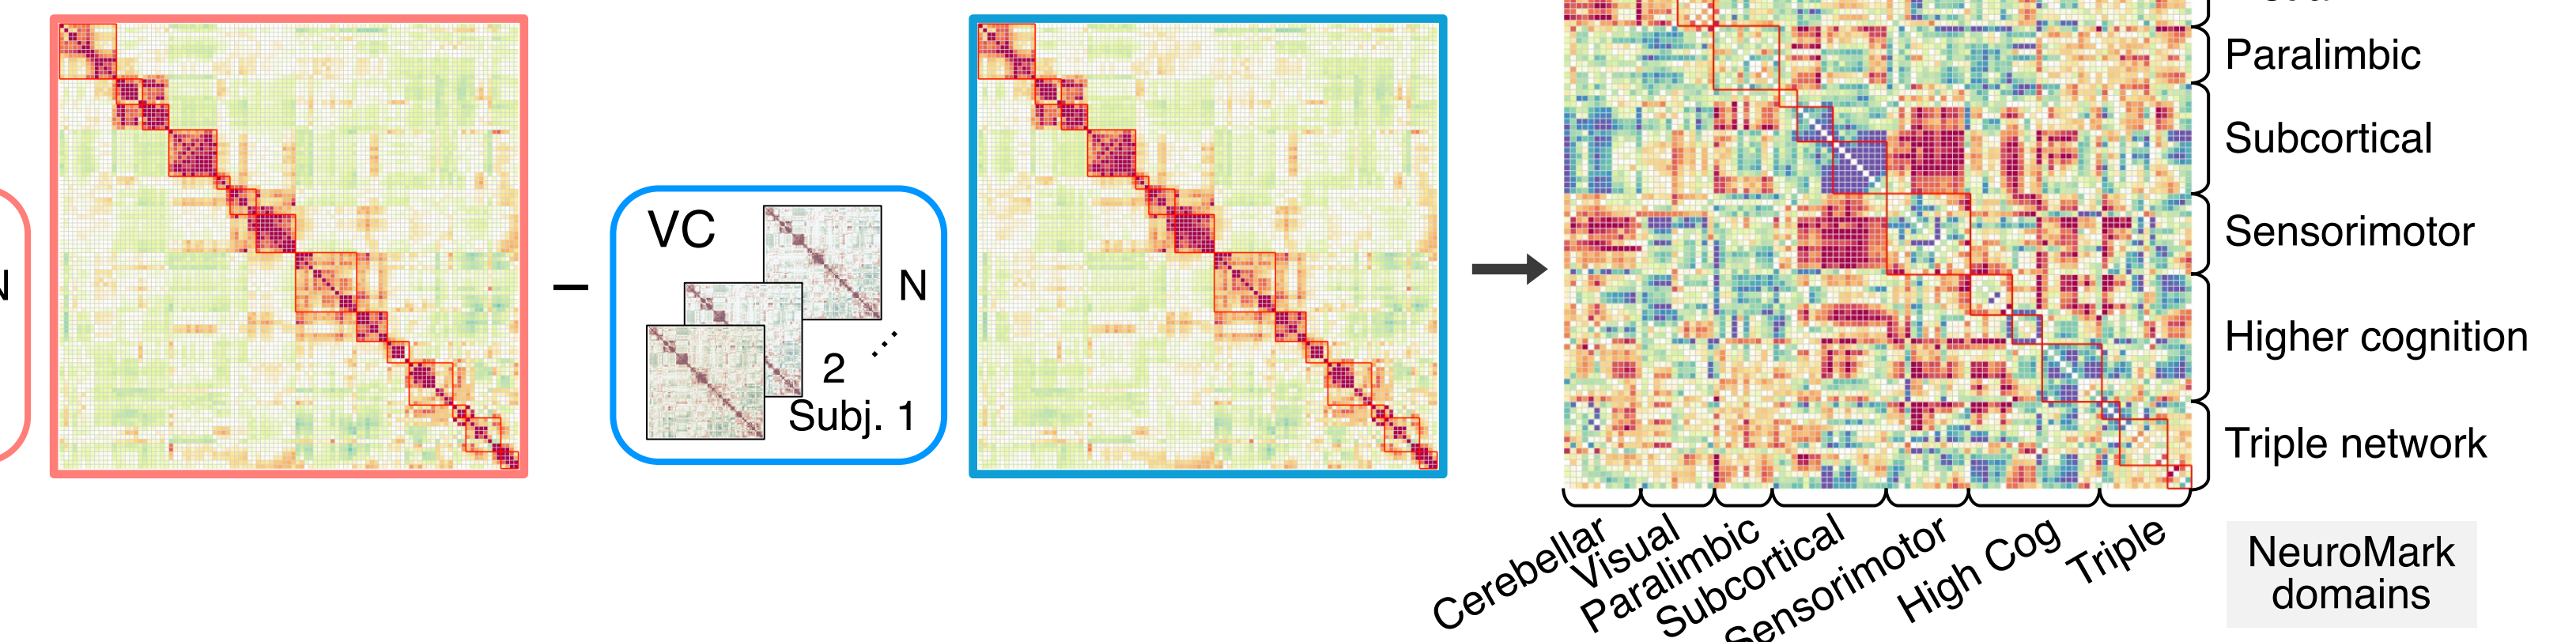 N
VC
N
2
Subj. 1
Paralimbic
Subcortical
Sensorimotor
Higher cognition
Triple network
Cerebellar
Visual
Paralimbic
Subcortical
Sensorimotor
High Cog
Triple
NeuroMark
domains